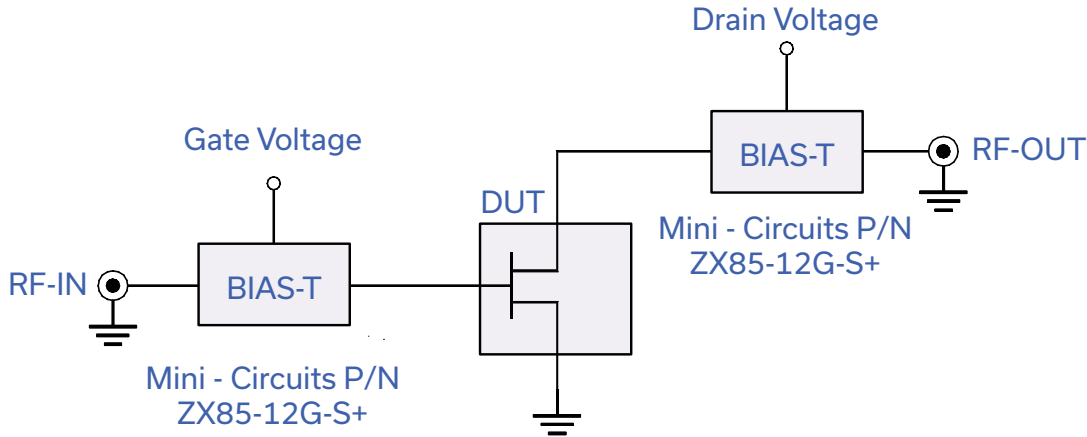 Drain Voltage
Gate Voltage
BIAS-T
RF-OUT
DUT
Mini - Circuits P/N
ZX85-12G-S+
RF-IN
BIAS-T
Mini - Circuits P/N
ZX85-12G-S+